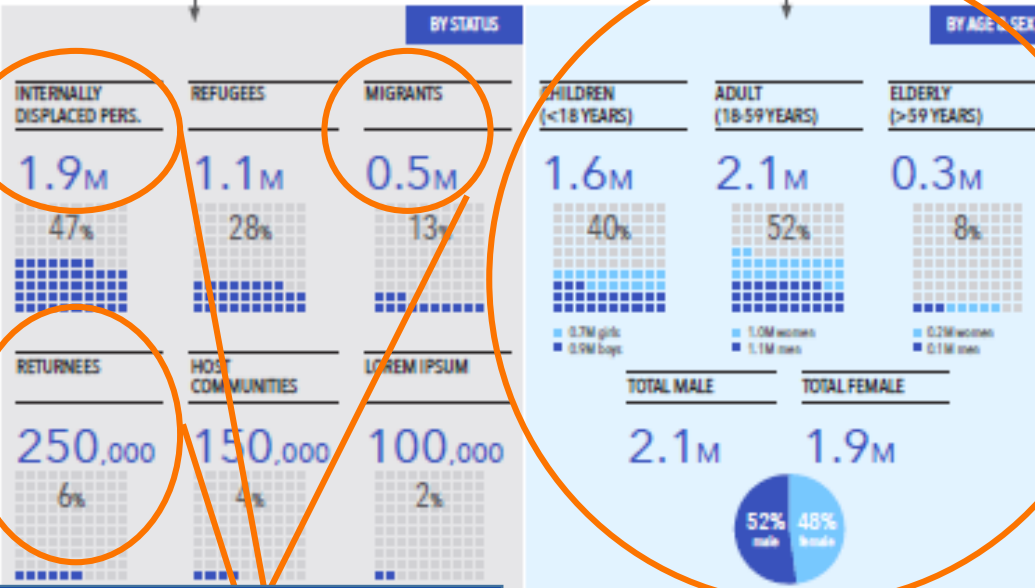 BY STATUS
INTERNALLY
DISPLACED PERS.
1.9M
47%
REFUGEES
1.1M
28%
MIGRANTS
0.5M
13%
RETURNEES
250,000
6%
HOST
COMMUNITIES
150,000
4%
LOREM IPSUM
100,000
2%
BY AGE & SEX
CHILDREN
(<18 YEARS)
1.6M
40%
0.7M girls
0.9M boys
ADULT
(18-59 YEARS)
2.1M
52%
1.0M women
1.1M men
ELDERLY
(>59 YEARS)
0.3M
8%
0.2M women
0.1M men
TOTAL MALE
2.1M
TOTAL FEMALE
1.9M
52%
male
48%
female